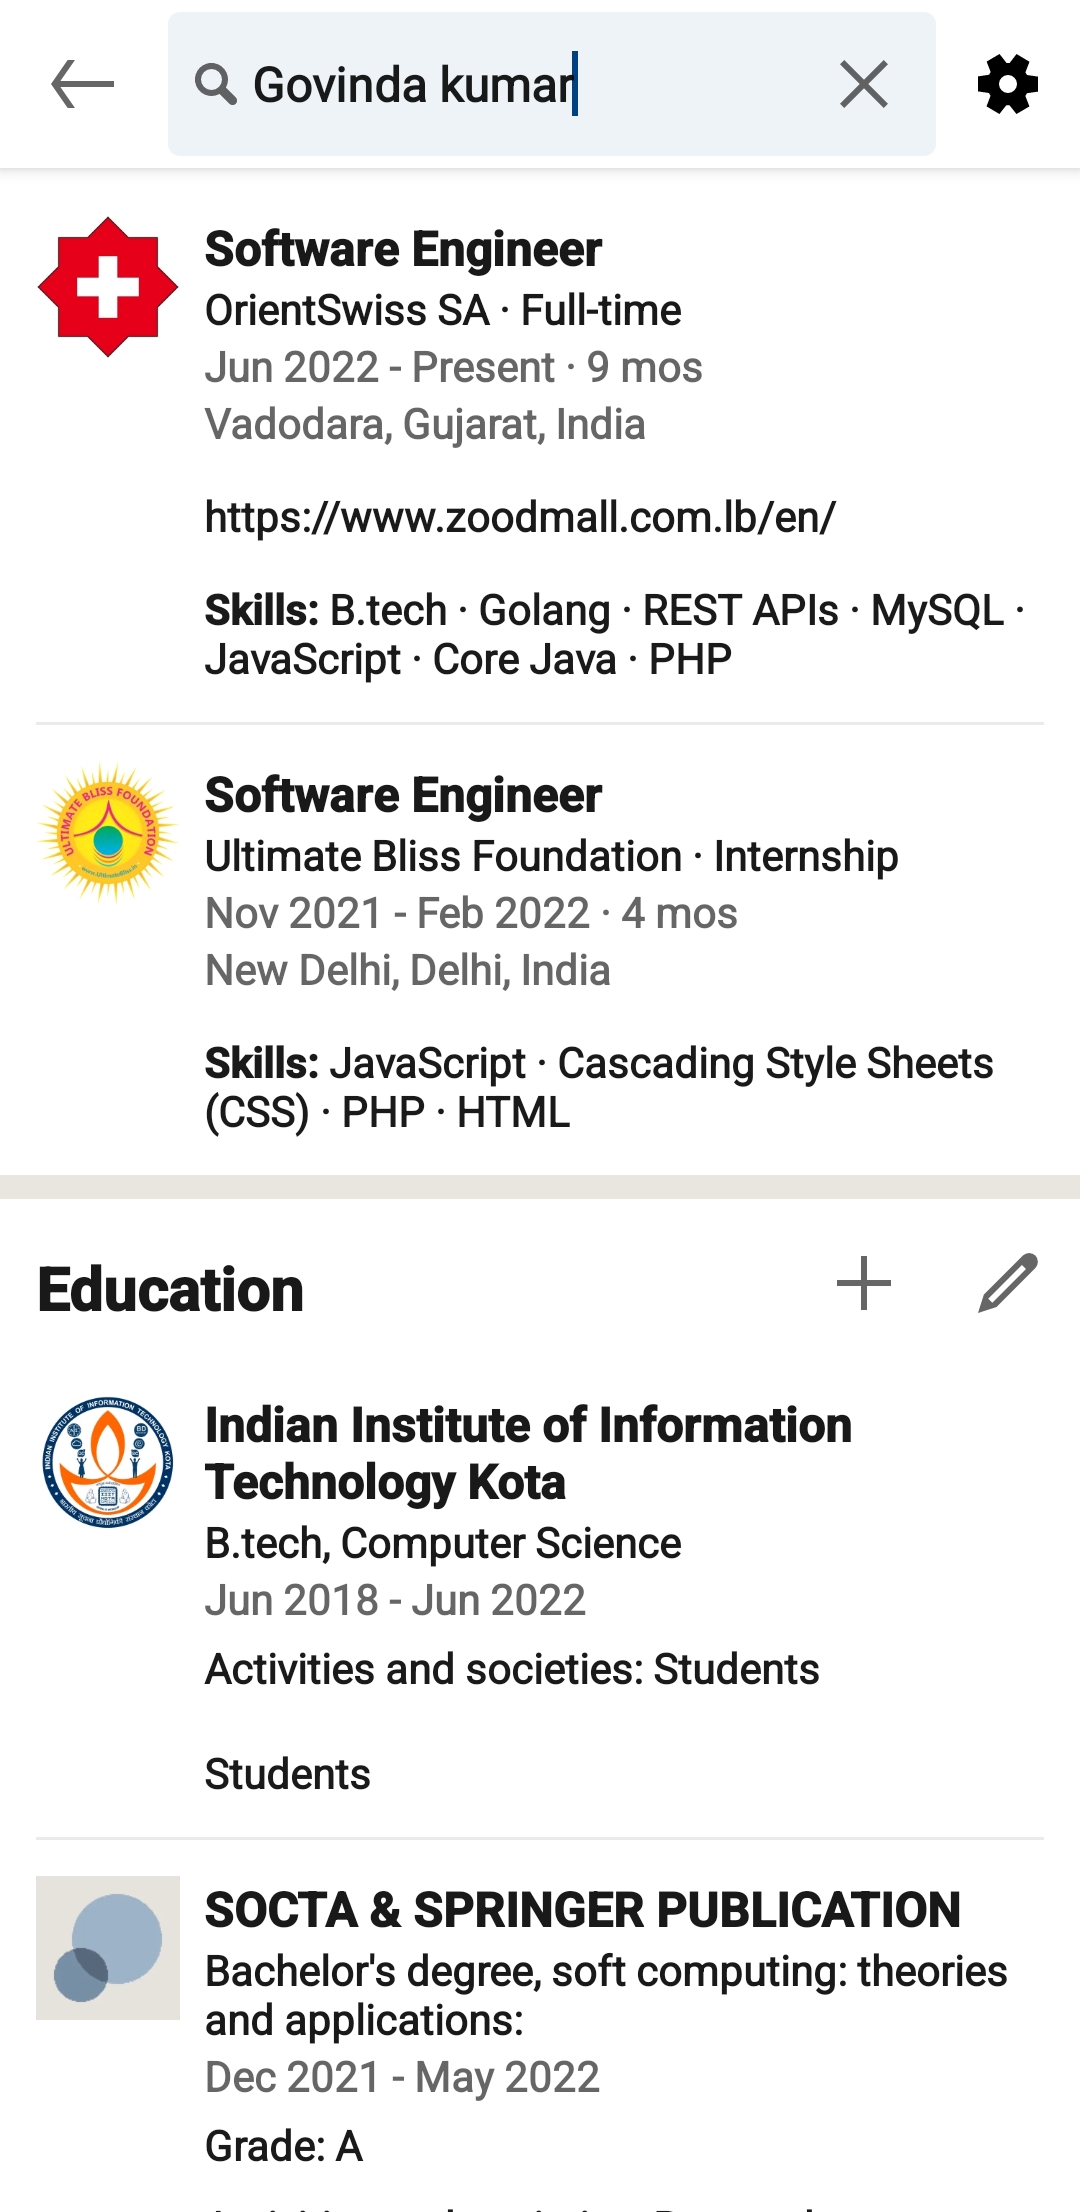 Govinda kumar
Software Engineer
OrientSwiss SA · Full-time
Jun 2022 - Present · 9 mos
Vadodara, Gujarat, India
https://www.zoodmall.com.lb/en/
Skills: B.tech · Golang · REST APIs · MySQL ·
JavaScript · Core Java · PHP
ULTIMATE BLISS FOUNDATION
Software Engineer
Ultimate Bliss Foundation · Internship
Nov 2021 - Feb 2022 · 4 mos
New Delhi, Delhi, India
Skills: JavaScript · Cascading Style Sheets
(CSS) · PHP · HTML
Education
INDIAN INSTITUTE OF INFORMATION TECHNOLOGY KOTA
Indian Institute of Information
Technology Kota
B.tech, Computer Science
Jun 2018 - Jun 2022
Activities and societies: Students
Students
SOCTA & SPRINGER PUBLICATION
Bachelor's degree, soft computing: theories
and applications:
Dec 2021 - May 2022
Grade: A